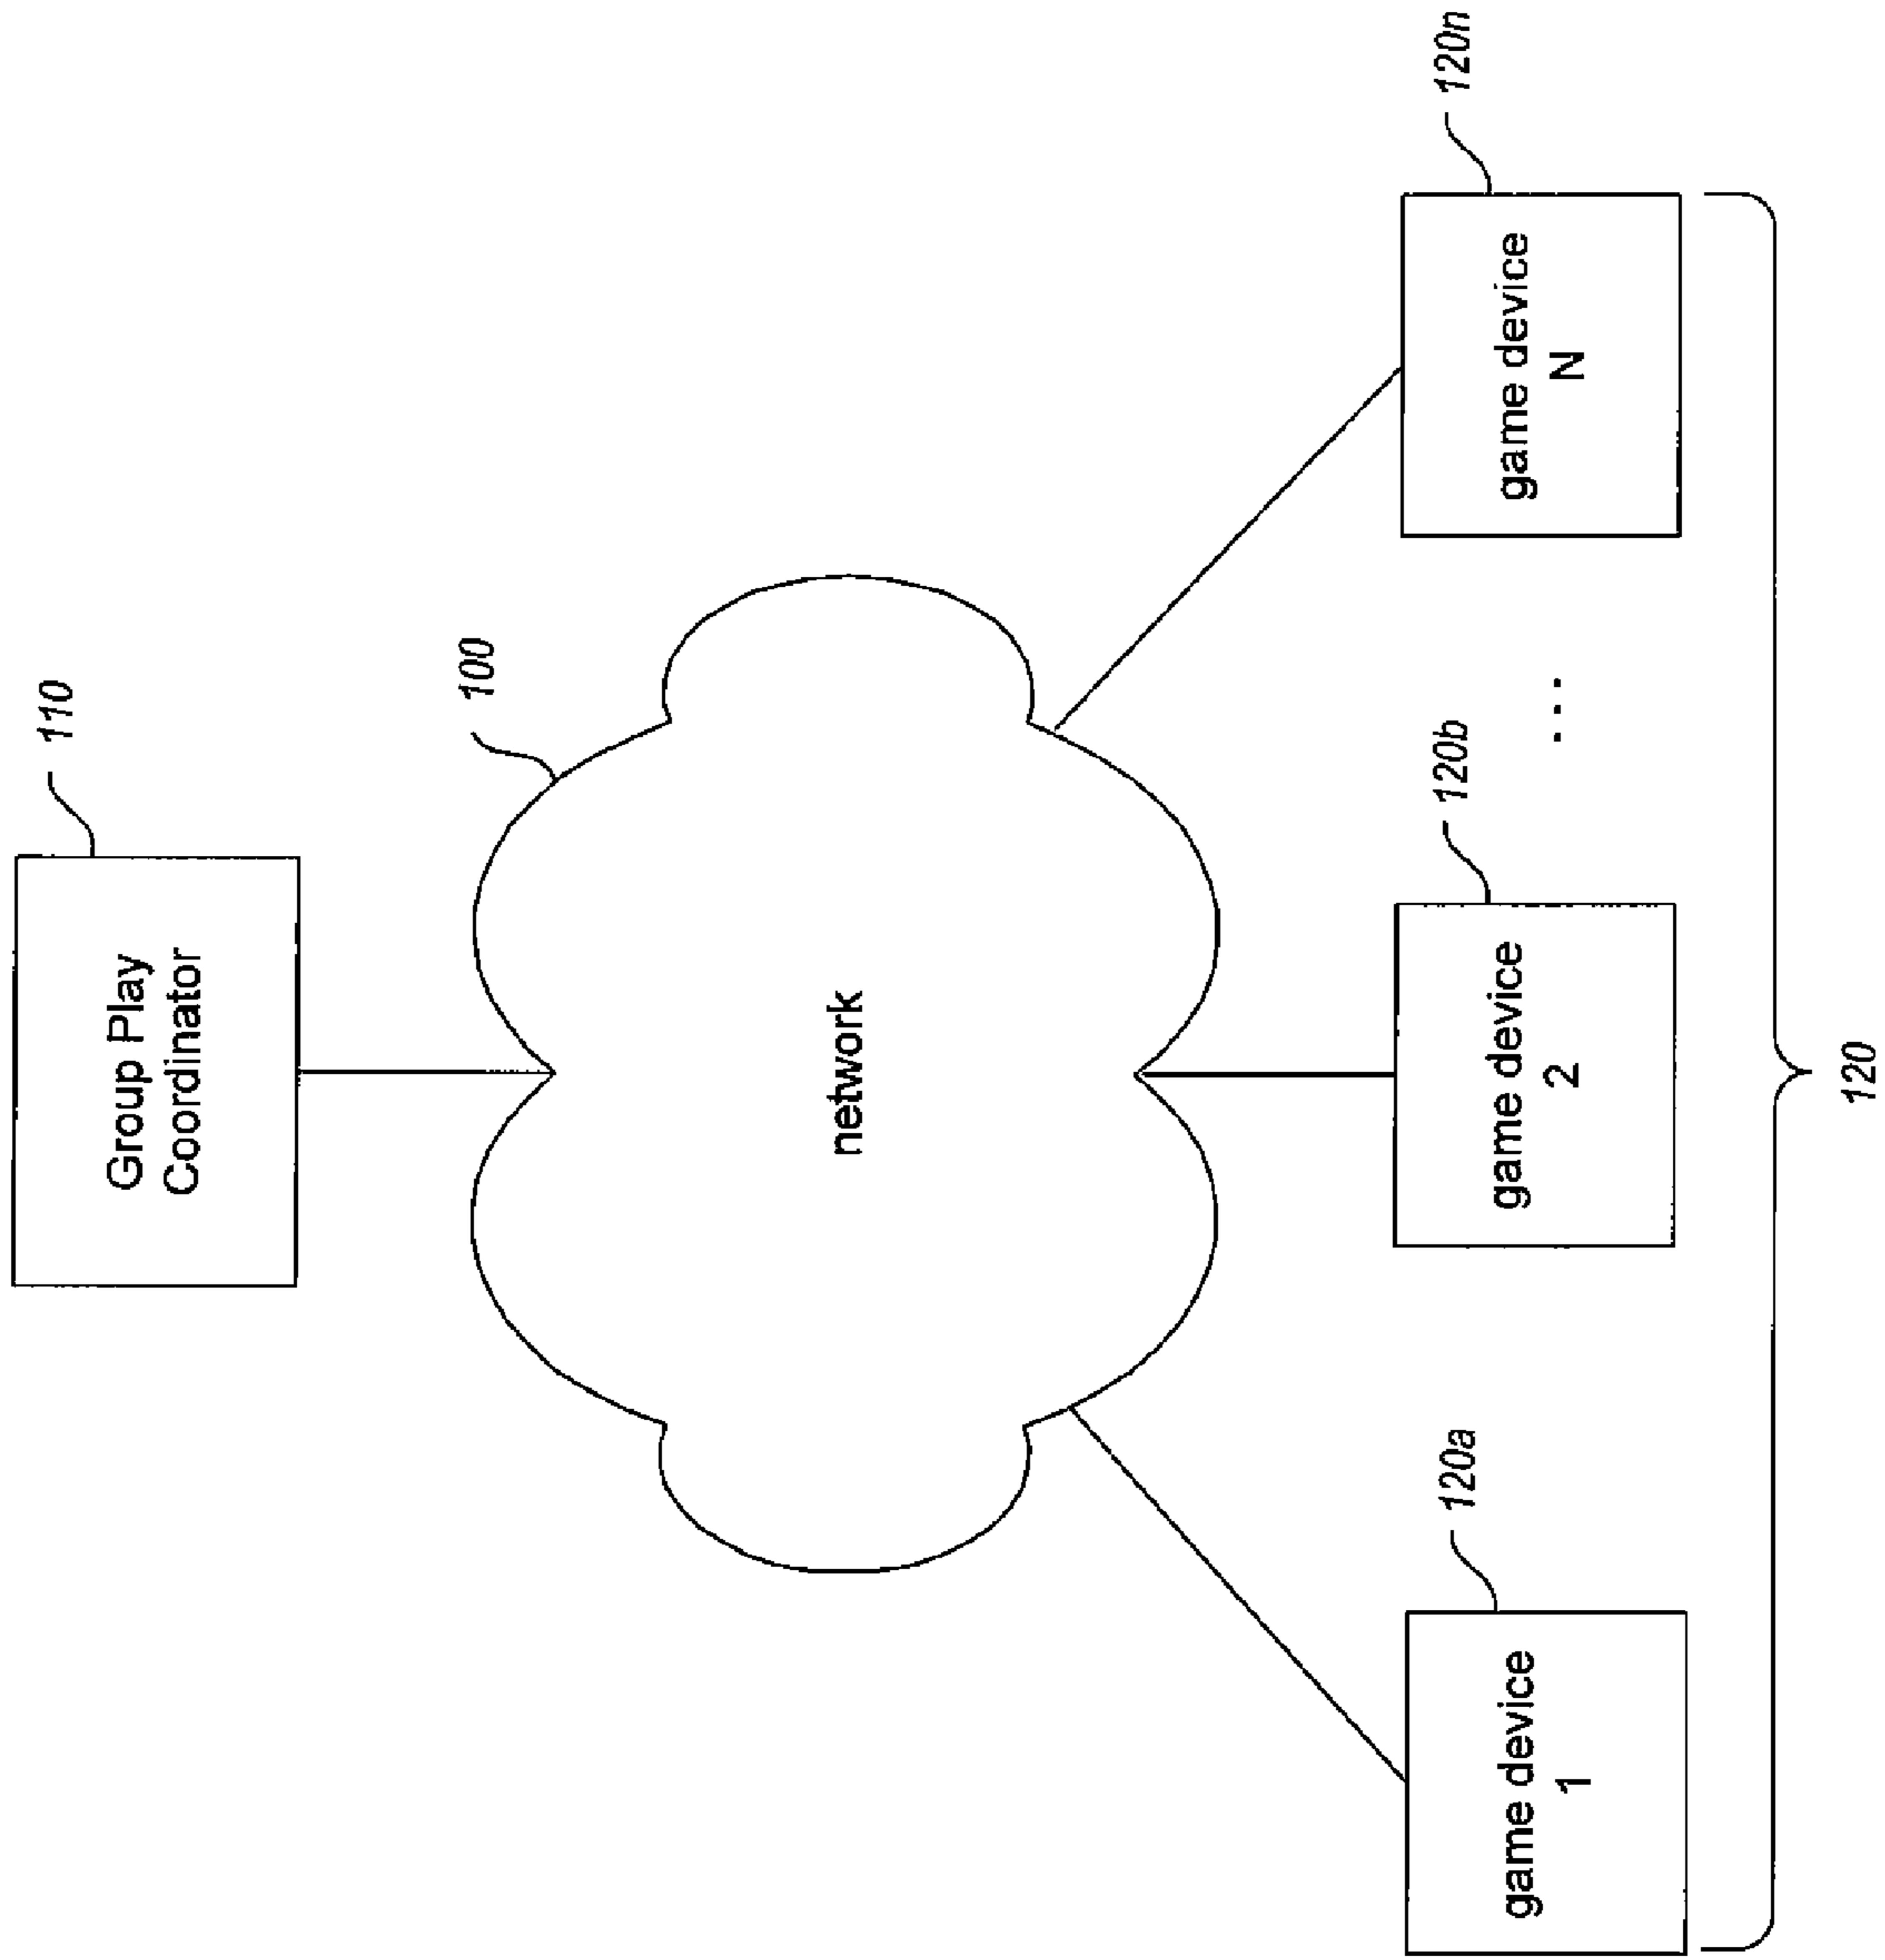 110
Group Play
Coordinator
100
network
120a
game device
1
120b
game device
2
...
120n
game device
N
120